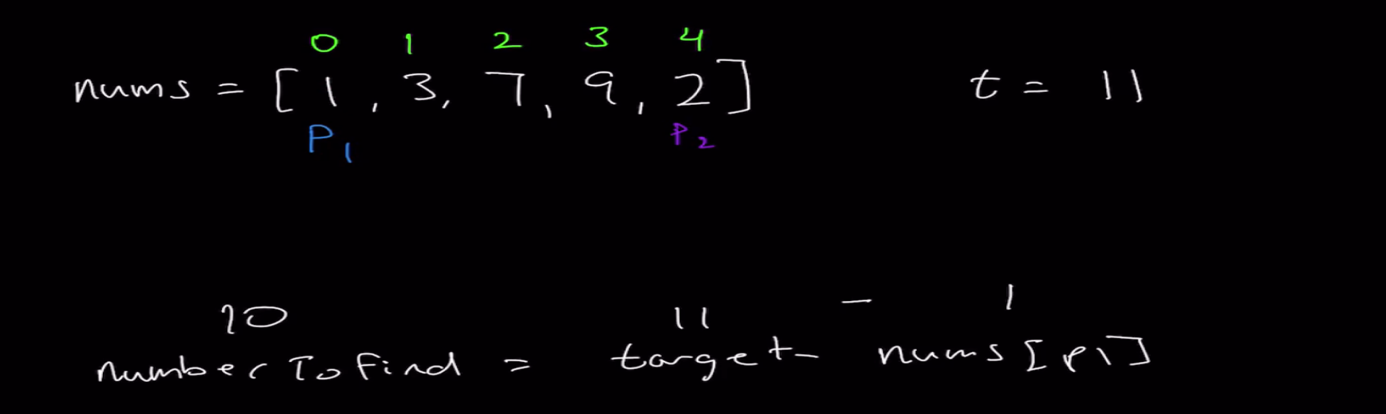 0 1 2 3 4
nums = [1, 3, 7, 9, 2] t = 11
P1 P2
10 11 - 1
numberToFind = target - nums[p1]